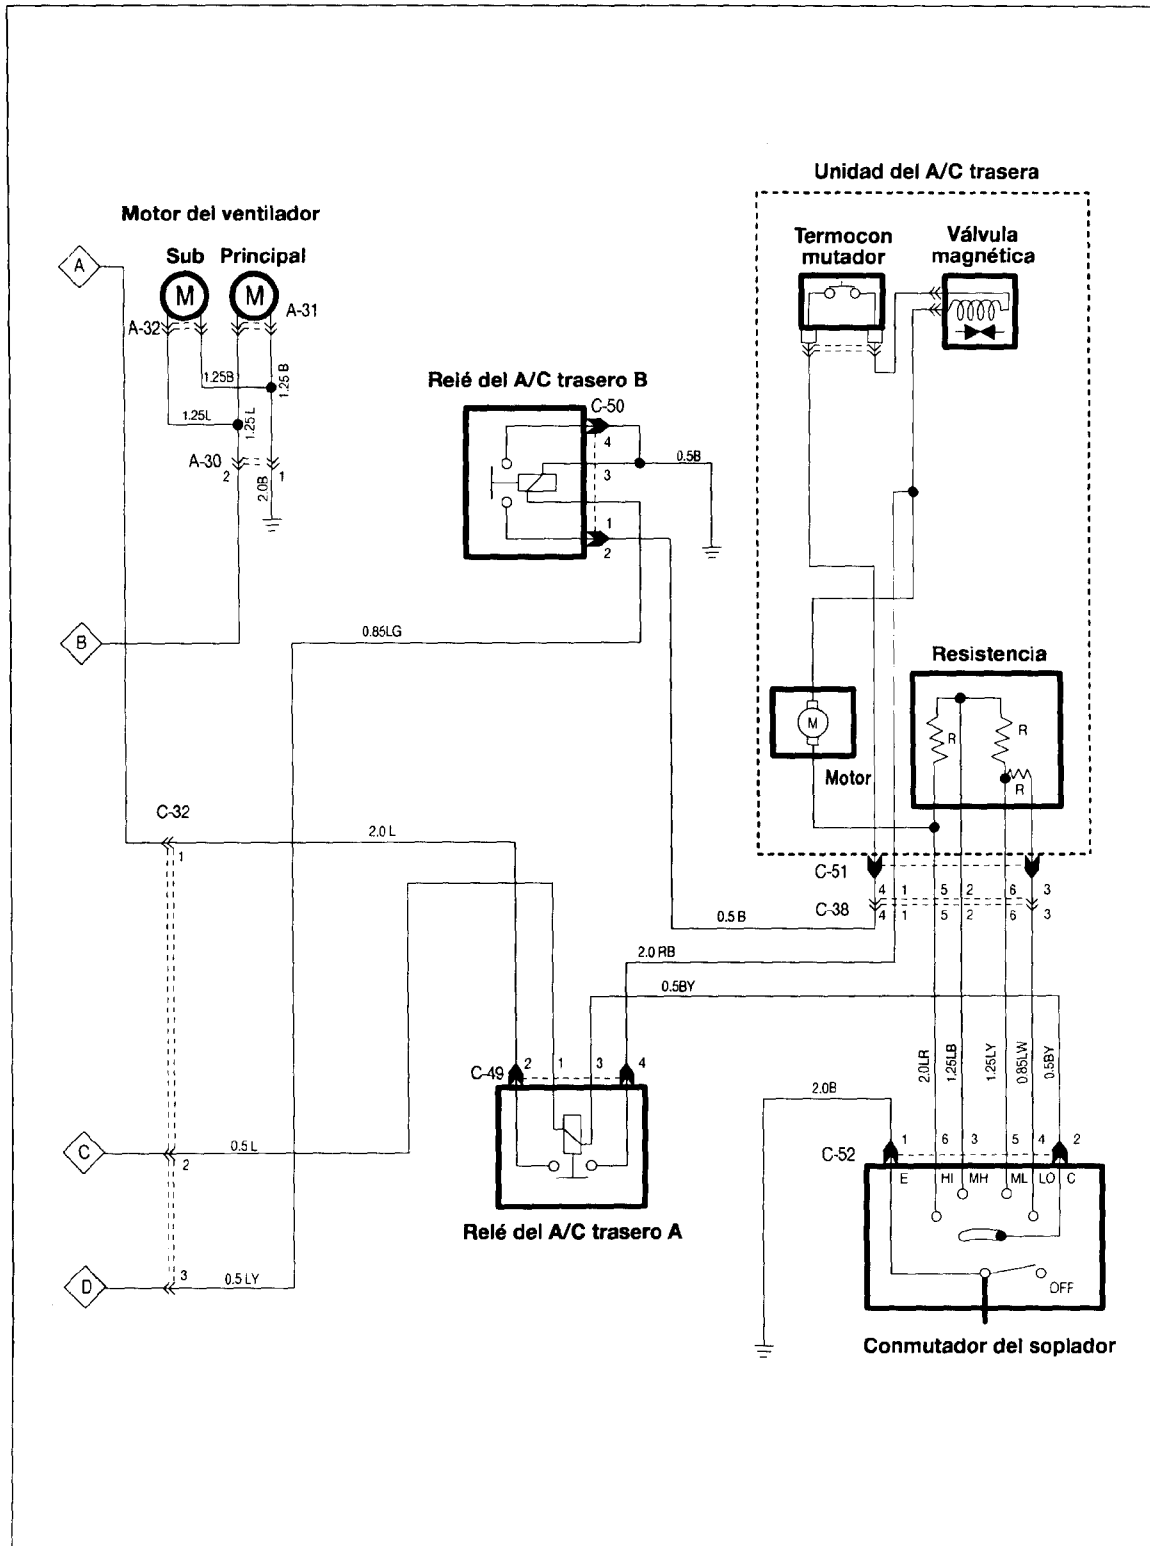 Unidad del A/C trasera
Motor del ventilador
Sub Principal
Termocon
mutador
Válvula
magnética
A
M M
A-31
A-32
1.25B
1.25 B
1.25L
1.25 L
A-30
2 1
2.0B
Relé del A/C trasero B
C-50
4
3
0.5B
1
2
B
0.85LG
Resistencia
R R
R
M
Motor
C-32
1
2.0 L
C-51
4 1 5 2 6 3
C-38
4 1 5 2 6 3
0.5 B
2.0 RB
0.5BY
2.0LR
1.25LB
1.25LY
0.85LW
0.5BY
C-49
2 1 3 4
2.0B
C
0.5 L
2
C-52
1 6 3 5 4 2
E HI MH ML LO C
OFF
Relé del A/C trasero A
D
3
0.5 LY
Conmutador del soplador